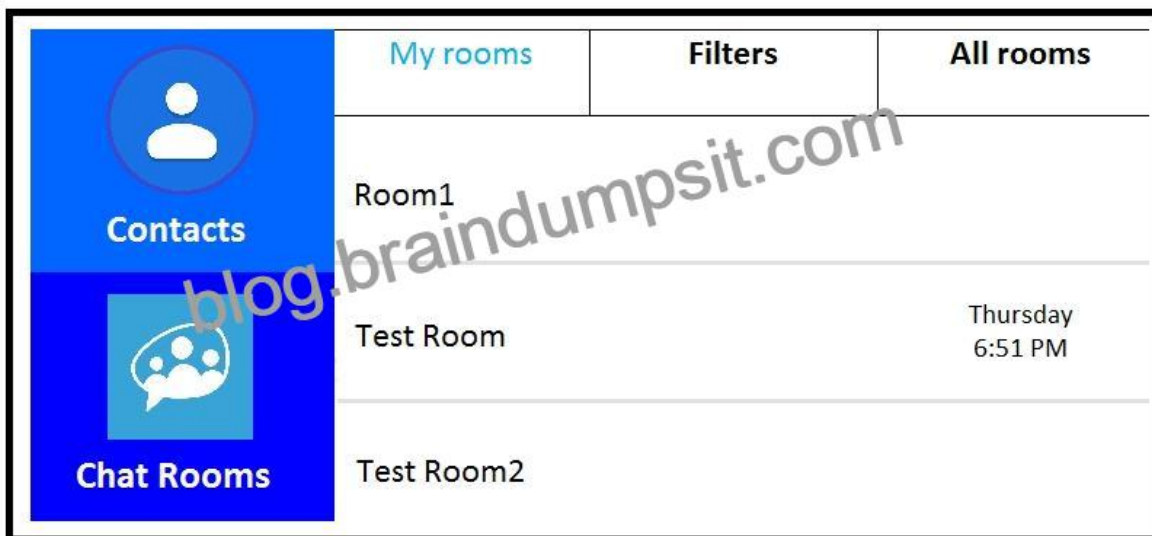 My rooms
Filters
All rooms
Contacts
Room1
blog.braindumpsit.com
Test Room
Thursday
6:51 PM
Chat Rooms
Test Room2